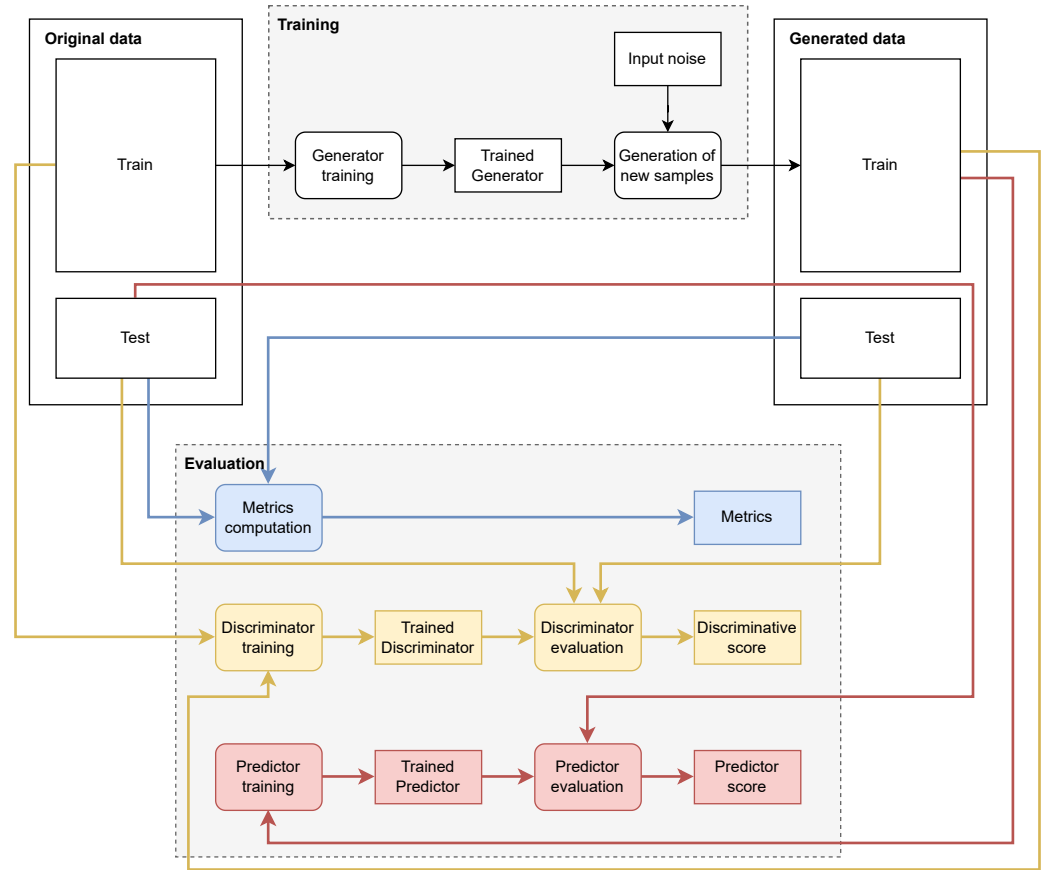 Original data
Train
Test
Training
Input noise
Generator
training
Trained
Generator
Generation of
new samples
Generated data
Train
Test
Evaluation
Metrics
computation
Metrics
Discriminator
training
Trained
Discriminator
Discriminator
evaluation
Discriminative
score
Predictor
training
Trained
Predictor
Predictor
evaluation
Predictor
score